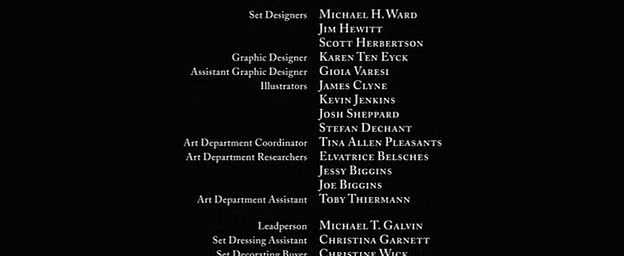 Set Designers MICHAEL H. WARD
JIM HEWITT
SCOTT HERBERTSON
Graphic Designer KAREN TEN EYCK
Assistant Graphic Designer GIOIA VARESI
Illustrators JAMES CLYNE
KEVIN JENKINS
JOSH SHEPPARD
STEFAN DECHANT
Art Department Coordinator TINA ALLEN PLEASANTS
Art Department Researchers ELVATRICE BELSCHES
JESSY BIGGINS
JOE BIGGINS
Art Department Assistant TOBY THIERMANN
Leadperson MICHAEL T. GALVIN
Set Dressing Assistant CHRISTINA GARNETT
Set Decorating Buyer CHRISTINE WICK